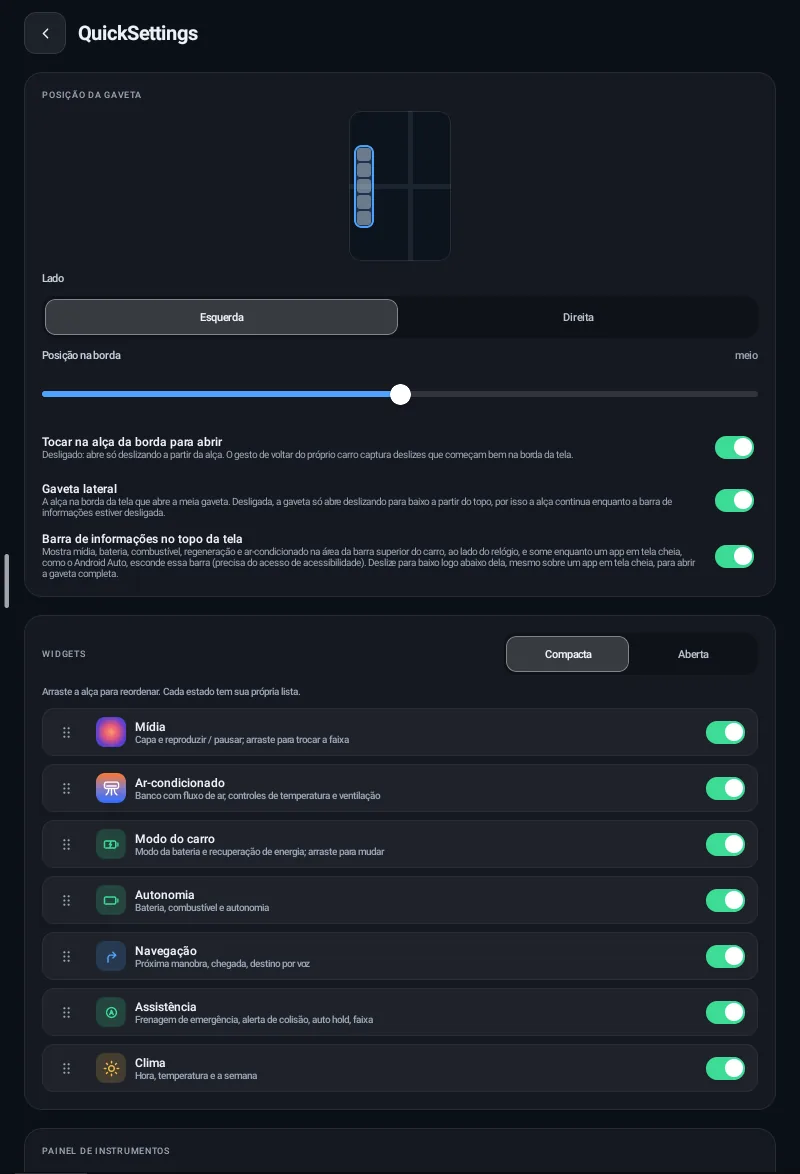 QuickSettings
POSIÇÃO DA GAVETA
Lado
Esquerda
Direita
Posição na borda
meio
Tocar na alça da borda para abrir
Desligado: abre só deslizando a partir da alça. O gesto de voltar do próprio carro captura deslizes que começam bem na borda da tela.
Gaveta lateral
A alça na borda da tela que abre a meia gaveta. Desligada, a gaveta só abre deslizando para baixo a partir do topo, por isso a alça continua enquanto a barra de
informações estiver desligada.
Barra de informações no topo da tela
Mostra mídia, bateria, combustível, regeneração e ar-condicionado na área da barra superior do carro, ao lado do relógio, e some enquanto um app em tela cheia,
como o Android Auto, esconde essa barra (precisa do acesso de acessibilidade). Deslize para baixo logo abaixo dela, mesmo sobre um app em tela cheia, para abrir
a gaveta completa.
WIDGETS
Compacta
Aberta
Arraste a alça para reordenar. Cada estado tem sua própria lista.
Mídia
Capa e reproduzir / pausar; arraste para trocar a faixa
Ar-condicionado
Banco com fluxo de ar, controles de temperatura e ventilação
Modo do carro
Modo da bateria e recuperação de energia; arraste para mudar
Autonomia
Bateria, combustível e autonomia
Navegação
Próxima manobra, chegada, destino por voz
Assistência
Frenagem de emergência, alerta de colisão, auto hold, faixa
Clima
Hora, temperatura e a semana
PAINEL DE INSTRUMENTOS